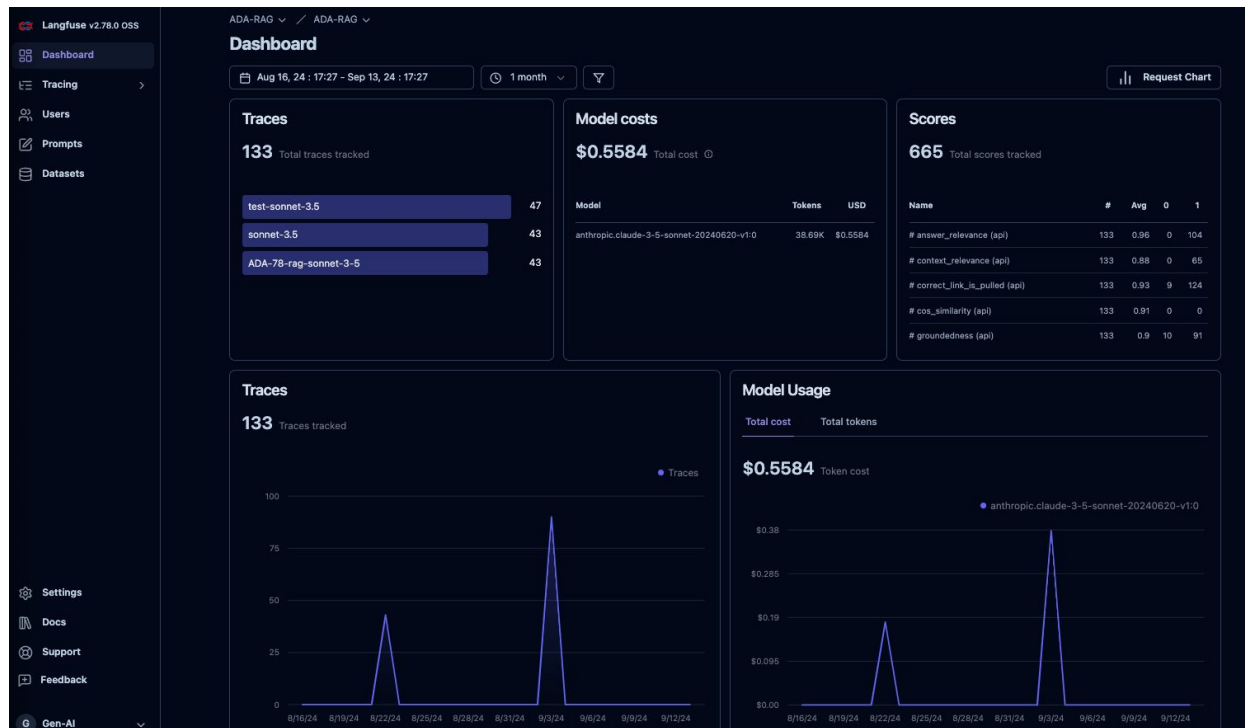 Langfuse v2.78.0 OSS
Dashboard
Tracing
Users
Prompts
Datasets
Settings
Docs
Support
Feedback
G Gen-AI
ADA-RAG / ADA-RAG
Dashboard
Aug 16, 24 : 17:27 - Sep 13, 24 : 17:27
1 month
Request Chart
Traces
133 Total traces tracked
test-sonnet-3.5 47
sonnet-3.5 43
ADA-78-rag-sonnet-3-5 43
Model costs
$0.5584 Total cost
Model Tokens USD
anthropic.claude-3-5-sonnet-20240620-v1:0 38.69K $0.5584
Scores
665 Total scores tracked
Name # Avg 0 1
# answer_relevance (api) 133 0.96 0 104
# context_relevance (api) 133 0.88 0 65
# correct_link_is_pulled (api) 133 0.93 9 124
# cos_similarity (api) 133 0.91 0 0
# groundedness (api) 133 0.9 10 91
Traces
133 Traces tracked
Traces
100
75
50
25
0
8/16/24 8/19/24 8/22/24 8/25/24 8/28/24 8/31/24 9/3/24 9/6/24 9/9/24 9/12/24
Model Usage
Total cost Total tokens
$0.5584 Token cost
anthropic.claude-3-5-sonnet-20240620-v1:0
$0.38
$0.285
$0.19
$0.095
$0.00
8/16/24 8/19/24 8/22/24 8/25/24 8/28/24 8/31/24 9/3/24 9/6/24 9/9/24 9/12/24